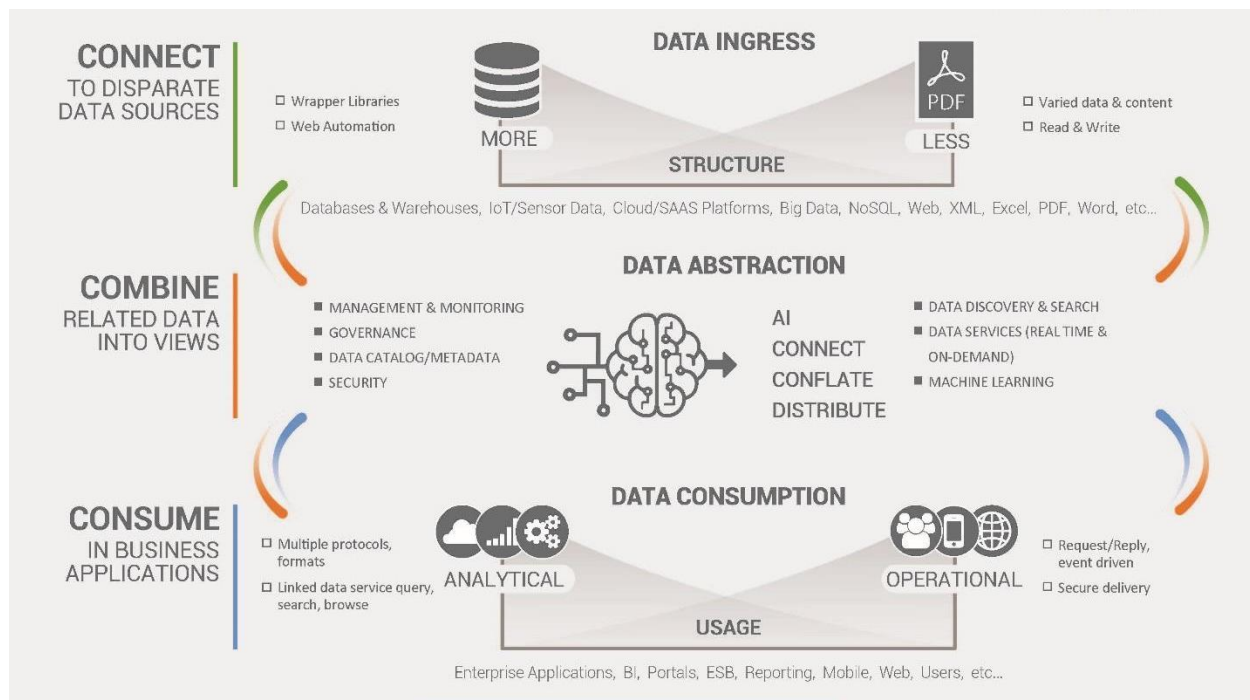 CONNECT
TO DISPARATE
DATA SOURCES
DATA INGRESS
Wrapper Libraries
Web Automation
MORE
PDF
LESS
Varied data & content
Read & Write
STRUCTURE
Databases & Warehouses, IoT/Sensor Data, Cloud/SAAS Platforms, Big Data, NoSQL, Web, XML, Excel, PDF, Word, etc...
COMBINE
RELATED DATA
INTO VIEWS
DATA ABSTRACTION
MANAGEMENT & MONITORING
GOVERNANCE
DATA CATALOG/METADATA
SECURITY
AI
CONNECT
CONFLATE
DISTRIBUTE
DATA DISCOVERY & SEARCH
DATA SERVICES (REAL TIME &
ON-DEMAND)
MACHINE LEARNING
CONSUME
IN BUSINESS
APPLICATIONS
DATA CONSUMPTION
Multiple protocols,
formats
Linked data service query,
search, browse
ANALYTICAL
OPERATIONAL
Request/Reply,
event driven
Secure delivery
USAGE
Enterprise Applications, BI, Portals, ESB, Reporting, Mobile, Web, Users, etc...